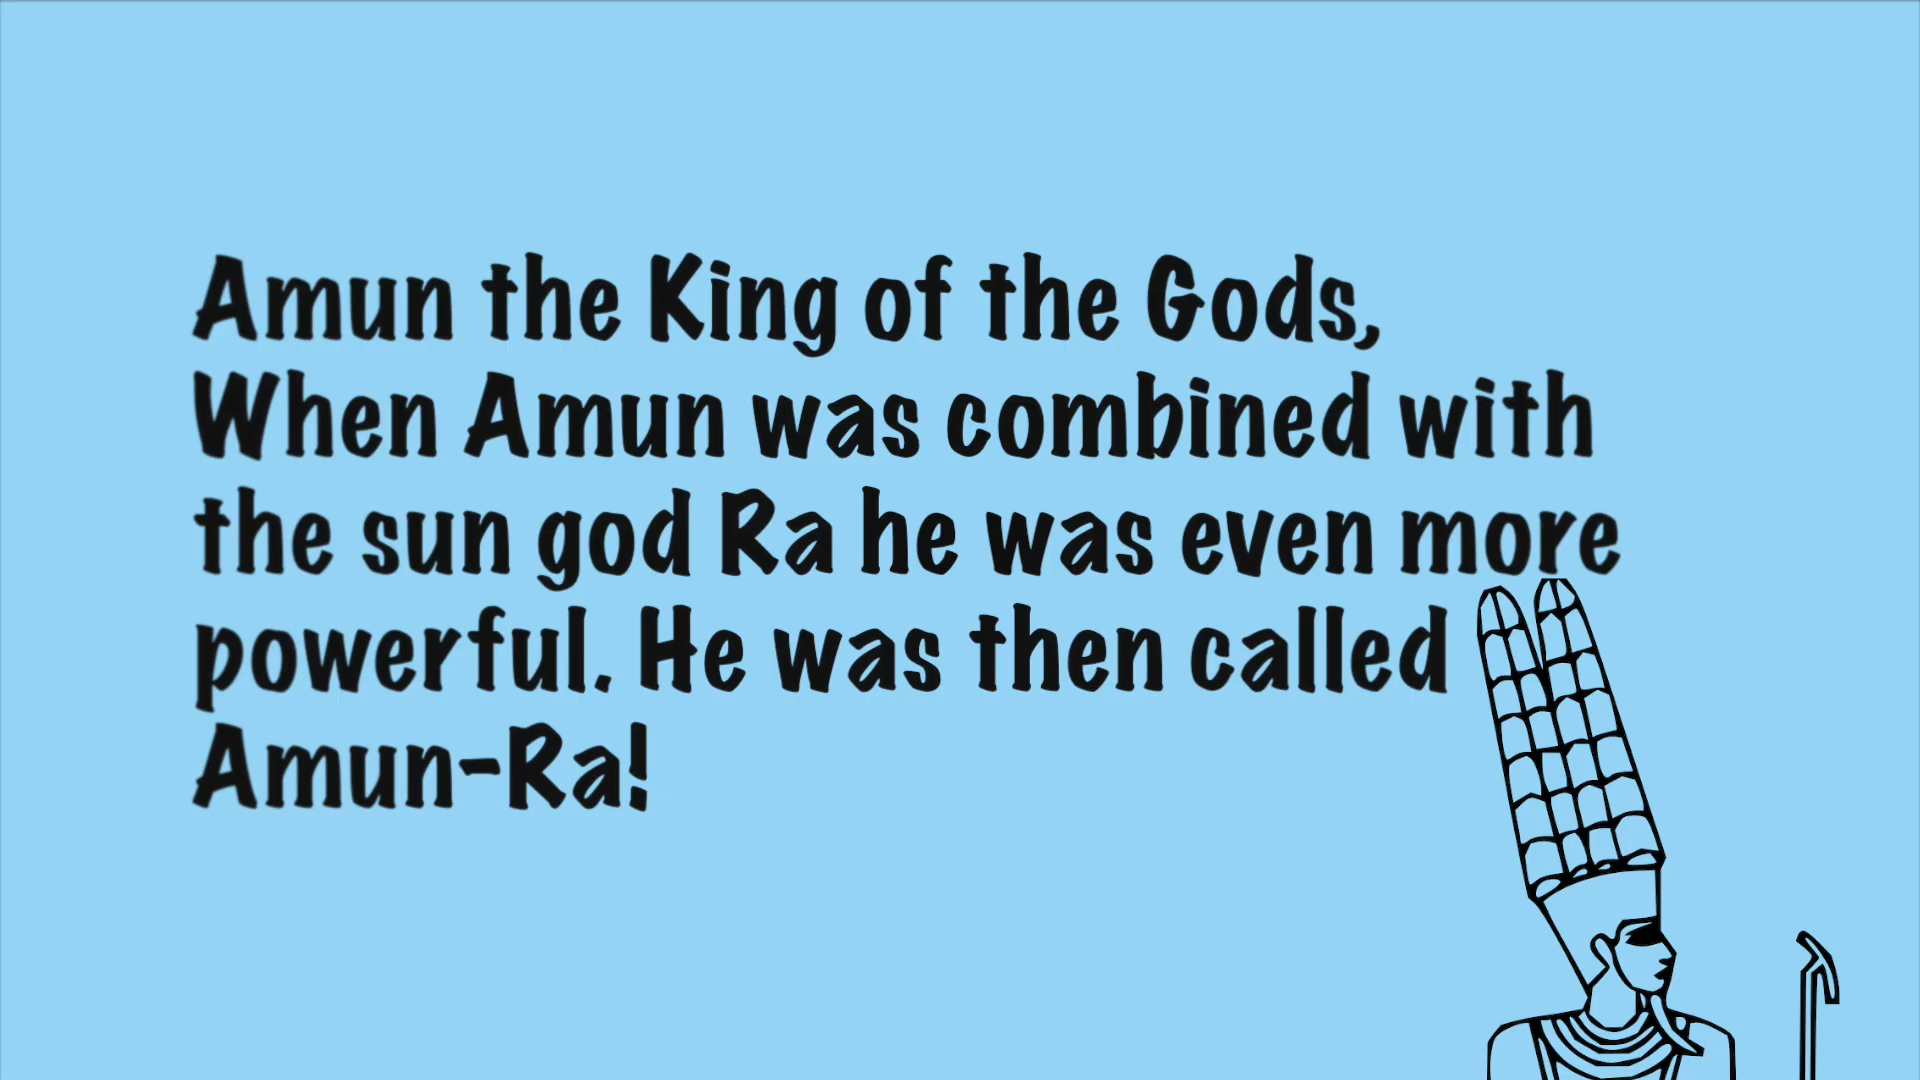 Amun the King of the Gods,
When Amun was combined with
the sun god Ra he was even more
powerful. He was then called
Amun-Ra!